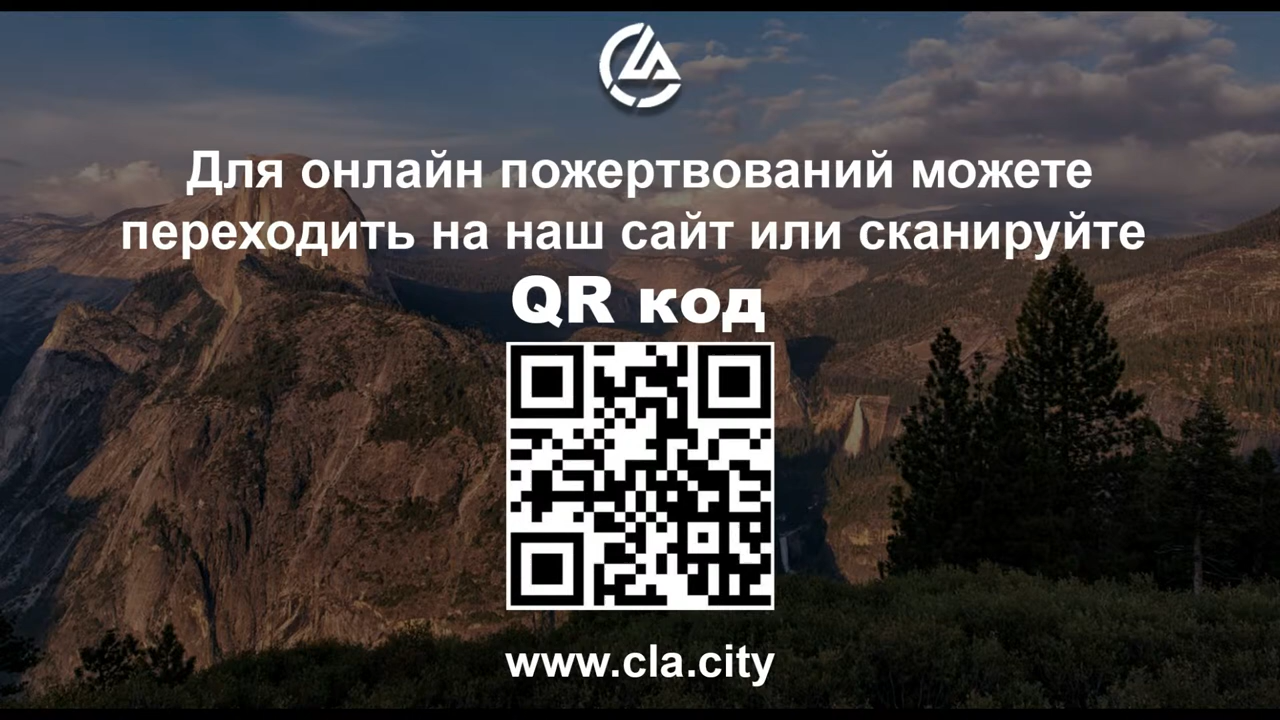 Для онлайн пожертвований можете
переходить на наш сайт или сканируйте
QR код
www.cla.city